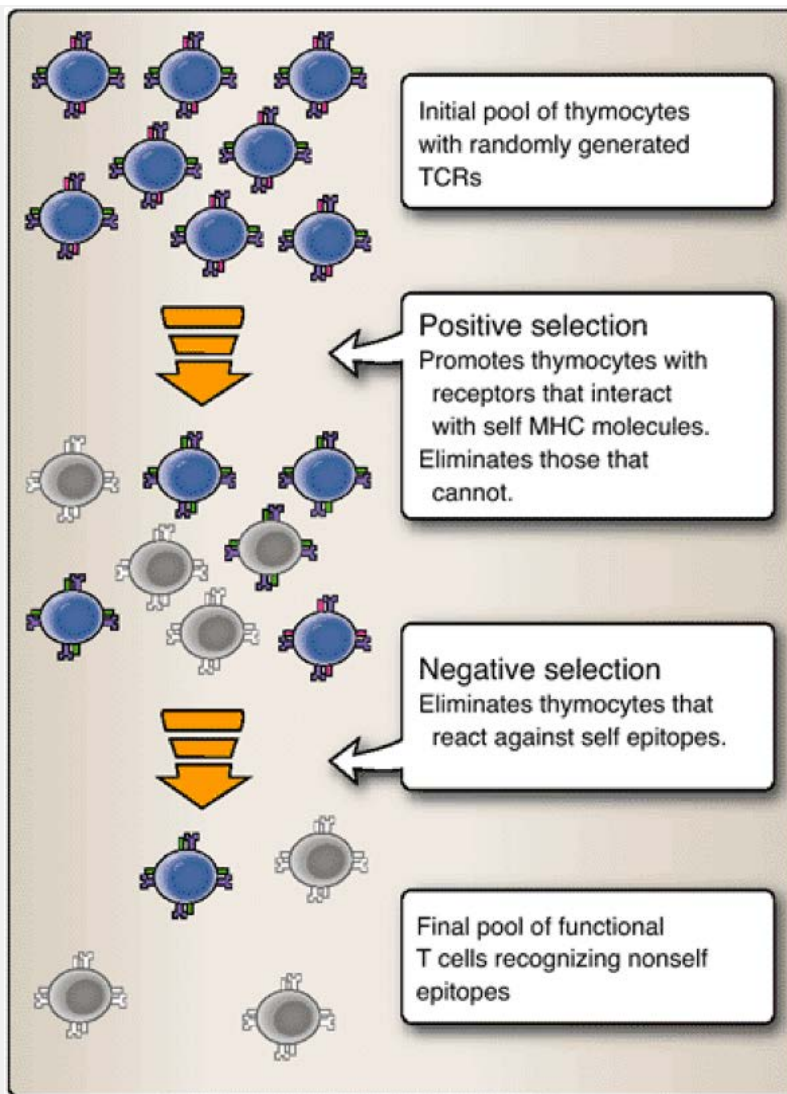 Initial pool of thymocytes
with randomly generated
TCRs
Positive selection
Promotes thymocytes with
receptors that interact
with self MHC molecules.
Eliminates those that
cannot.
Negative selection
Eliminates thymocytes that
react against self epitopes.
Final pool of functional
T cells recognizing nonself
epitopes